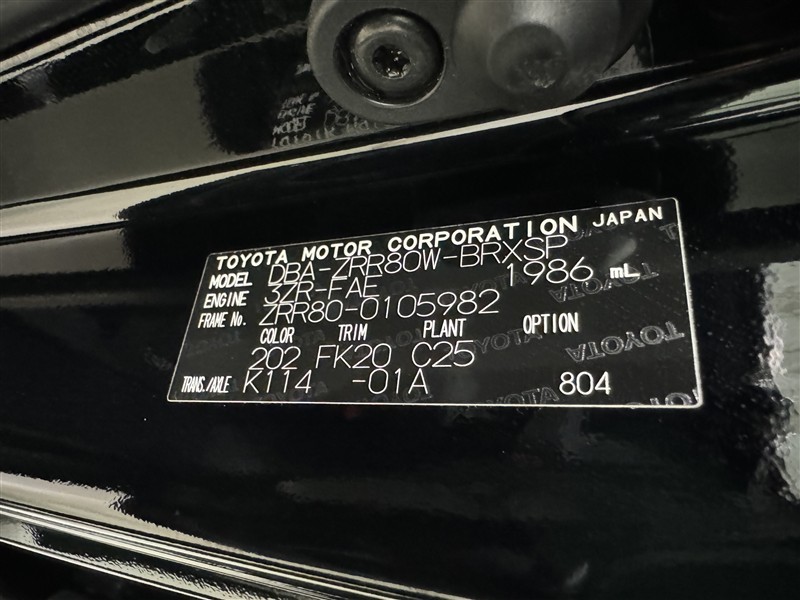 TOYOTA MOTOR CORPORATION JAPAN
MODEL DBA-ZRR80W-BRXSP
ENGINE 3ZR-FAE 1986 mL
FRAME No. ZRR80-0105982
COLOR TRIM PLANT OPTION
202 FK20 C25
TRANS./AXLE K114 -01A 804